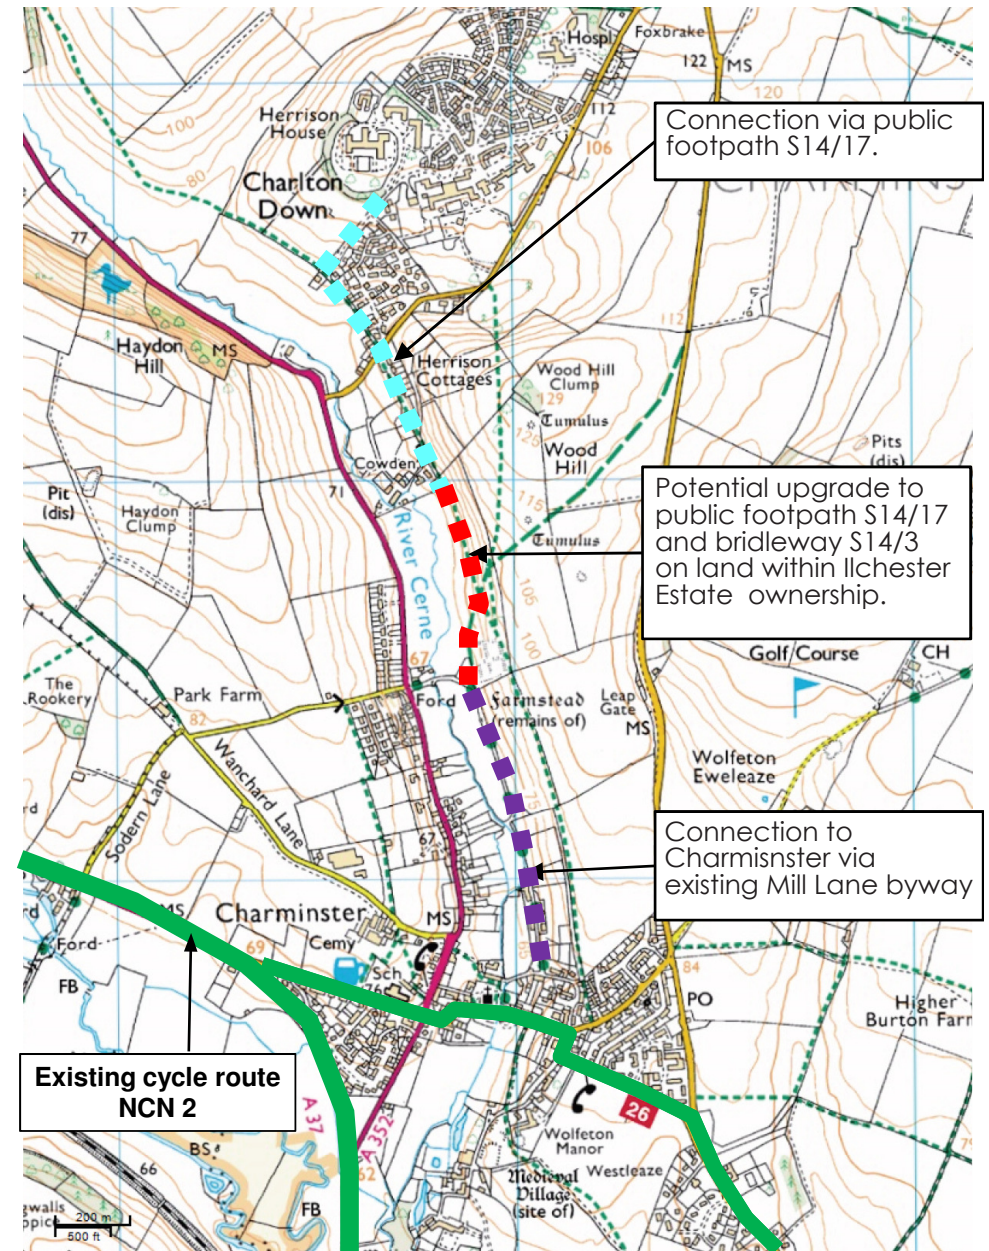 Hospl
Foxbrake
122
MS
120
112
106
100
80
Herrison
House
Connection via public
footpath S14/17.
Charlton
Down
77
112
Haydon
Hill
MS
Herrison
Cottages
Wood Hill
Clump
129
125
Tumulus
Wood
Hill
Pits
(dis)
Cowden
71
115
Pit
(dis)
Haydon
Clump
River Cerne
Potential upgrade to
public footpath S14/17
and bridleway S14/3
on land within Ilchester
Estate ownership.
Tumulus
105
100
67
Golf Course
CH
The
Rookery
Park Farm
82
Ford
Farmstead
(remains of)
Leap
Gate
MS
Wolfeton
Eweleaze
Wanchard Lane
Sodern Lane
75
67
Connection to
Charmisnster via
existing Mill Lane byway
MS
Charminster
MS
69
Cemy
Sch
76
65
Ford
FB
84
PO
Higher
Burton Farm
Existing cycle route
NCN 2
26
A 37
A 352
Wolfeton
Manor
BS
66
62
Medieval
Village
(site of)
Westleaze
FB
200 m
500 ft